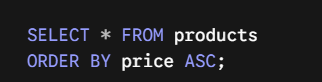 SELECT * FROM products
ORDER BY price ASC;